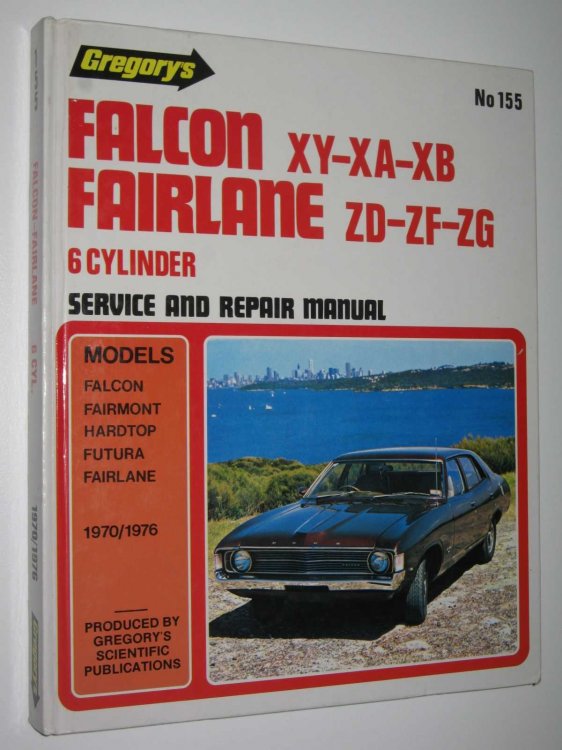 Gregory's
No 155
FALCON XY-XA-XB
FAIRLANE ZD-ZF-ZG
6 CYLINDER
SERVICE AND REPAIR MANUAL
MODELS
FALCON
FAIRMONT
HARDTOP
FUTURA
FAIRLANE
1970/1976
PRODUCED BY
GREGORY'S
SCIENTIFIC
PUBLICATIONS
FALCON-FAIRLANE 6 CYL. 1970/1976 Gregory's